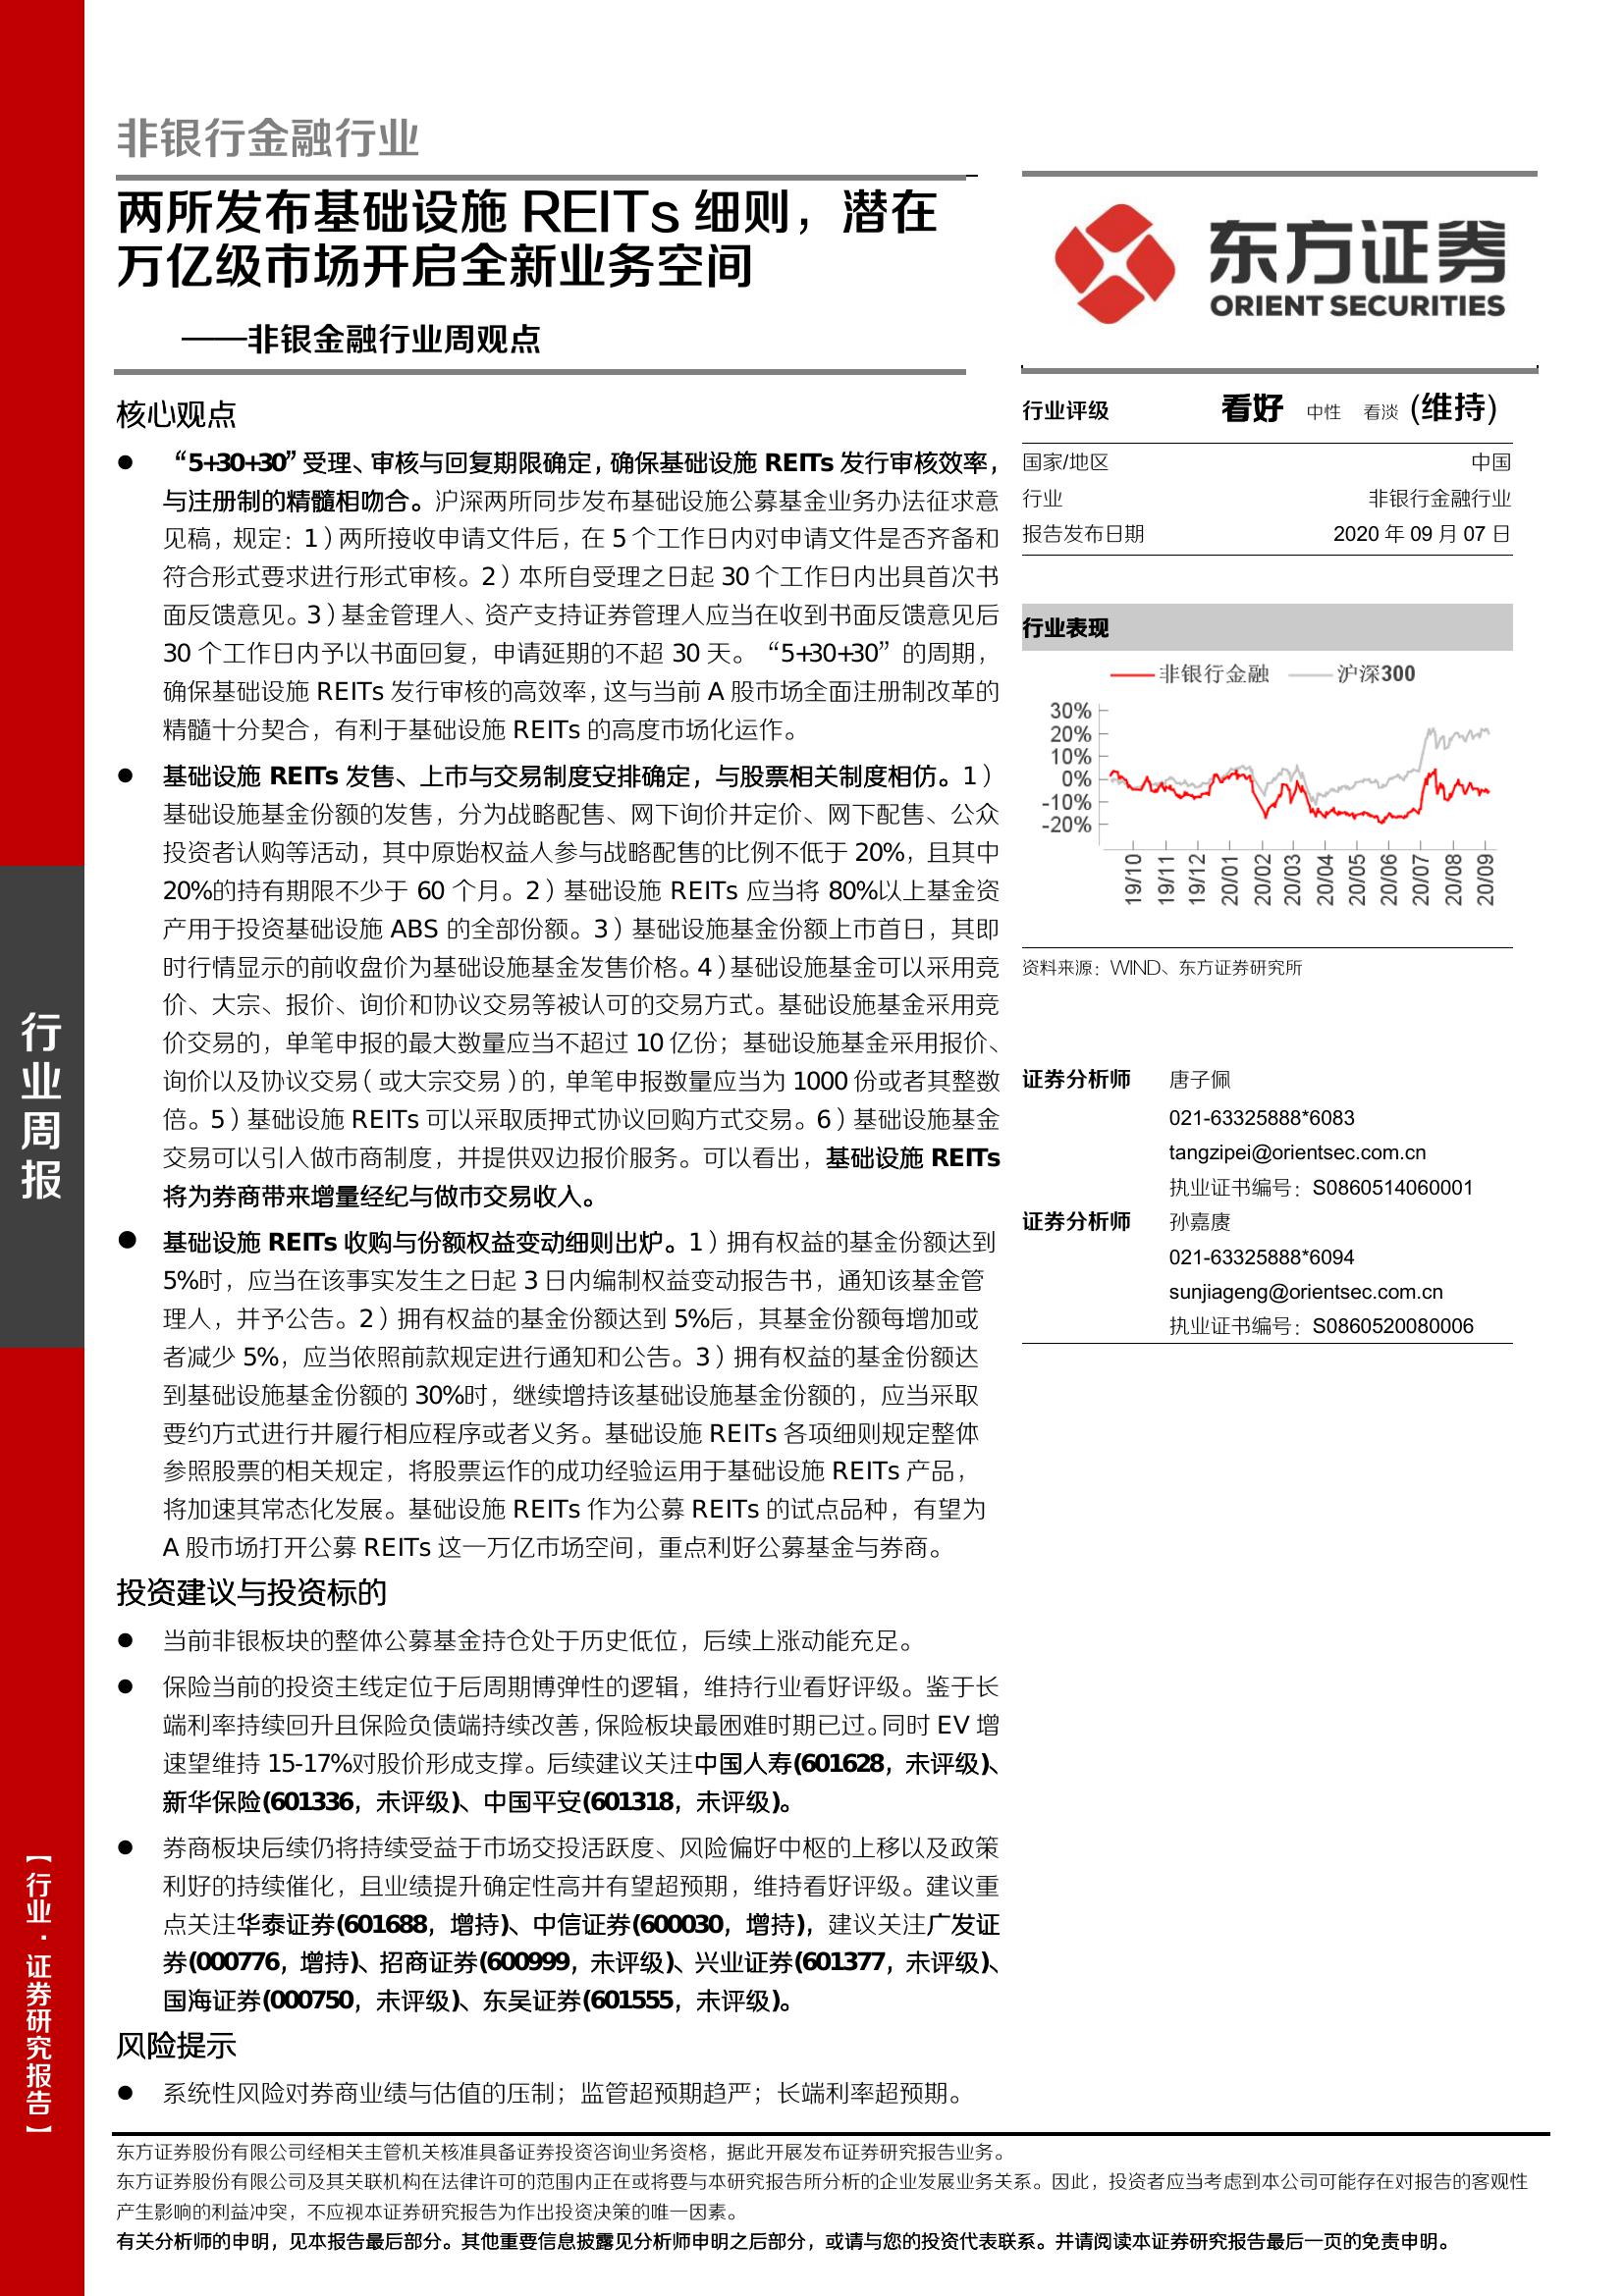 非银行金融行业
两所发布基础设施 REITs 细则，潜在
万亿级市场开启全新业务空间
——非银金融行业周观点
东方证券
ORIENT SECURITIES
核心观点
● “5+30+30”受理、审核与回复期限确定，确保基础设施 REITs 发行审核效率，
与注册制的精髓相吻合。沪深两所同步发布基础设施公募基金业务办法征求意
见稿，规定：1）两所接收申请文件后，在 5 个工作日内对申请文件是否齐备和
符合形式要求进行形式审核。2）本所自受理之日起 30 个工作日内出具首次书
面反馈意见。3）基金管理人、资产支持证券管理人应当在收到书面反馈意见后
30 个工作日内予以书面回复，申请延期的不超 30 天。“5+30+30”的周期，
确保基础设施 REITs 发行审核的高效率，这与当前 A 股市场全面注册制改革的
精髓十分契合，有利于基础设施 REITs 的高度市场化运作。
● 基础设施 REITs 发售、上市与交易制度安排确定，与股票相关制度相仿。1）
基础设施基金份额的发售，分为战略配售、网下询价并定价、网下配售、公众
投资者认购等活动，其中原始权益人参与战略配售的比例不低于 20%，且其中
20%的持有期限不少于 60 个月。2）基础设施 REITs 应当将 80%以上基金资
产用于投资基础设施 ABS 的全部份额。3）基础设施基金份额上市首日，其即
时行情显示的前收盘价为基础设施基金发售价格。4）基础设施基金可以采用竞
价、大宗、报价、询价和协议交易等被认可的交易方式。基础设施基金采用竞
价交易的，单笔申报的最大数量应当不超过 10 亿份；基础设施基金采用报价、
询价以及协议交易（或大宗交易）的，单笔申报数量应当为 1000 份或者其整数
倍。5）基础设施 REITs 可以采取质押式协议回购方式交易。6）基础设施基金
交易可以引入做市商制度，并提供双边报价服务。可以看出，基础设施 REITs
将为券商带来增量经纪与做市交易收入。
● 基础设施 REITs 收购与份额权益变动细则出炉。1）拥有权益的基金份额达到
5%时，应当在该事实发生之日起 3 日内编制权益变动报告书，通知该基金管
理人，并予公告。2）拥有权益的基金份额达到 5%后，其基金份额每增加或
者减少 5%，应当依照前款规定进行通知和公告。3）拥有权益的基金份额达
到基础设施基金份额的 30%时，继续增持该基础设施基金份额的，应当采取
要约方式进行并履行相应程序或者义务。基础设施 REITs 各项细则规定整体
参照股票的相关规定，将股票运作的成功经验运用于基础设施 REITs 产品，
将加速其常态化发展。基础设施 REITs 作为公募 REITs 的试点品种，有望为
A 股市场打开公募 REITs 这一万亿市场空间，重点利好公募基金与券商。
投资建议与投资标的
● 当前非银板块的整体公募基金持仓处于历史低位，后续上涨动能充足。
● 保险当前的投资主线定位于后周期博弹性的逻辑，维持行业看好评级。鉴于长
端利率持续回升且保险负债端持续改善，保险板块最困难时期已过。同时 EV 增
速望维持 15-17%对股价形成支撑。后续建议关注中国人寿(601628，未评级)、
新华保险(601336，未评级)、中国平安(601318，未评级)。
● 券商板块后续仍将持续受益于市场交投活跃度、风险偏好中枢的上移以及政策
利好的持续催化，且业绩提升确定性高并有望超预期，维持看好评级。建议重
点关注华泰证券(601688，增持)、中信证券(600030，增持)，建议关注广发证
券(000776，增持)、招商证券(600999，未评级)、兴业证券(601377，未评级)、
国海证券(000750，未评级)、东吴证券(601555，未评级)。
风险提示
● 系统性风险对券商业绩与估值的压制；监管超预期趋严；长端利率超预期。
行业评级 看好 中性 看淡 (维持)
国家/地区 中国
行业 非银行金融行业
报告发布日期 2020 年 09 月 07 日
行业表现
非银行金融 沪深300
30%
20%
10%
0%
-10%
-20%
19/10 19/11 19/12 20/01 20/02 20/03 20/04 20/05 20/06 20/07 20/08 20/09
资料来源：WIND、东方证券研究所
证券分析师 唐子佩
021-63325888*6083
tangzipei@orientsec.com.cn
执业证书编号：S0860514060001
证券分析师 孙嘉赓
021-63325888*6094
sunjiageng@orientsec.com.cn
执业证书编号：S0860520080006
行业周报
【行业·证券研究报告】
东方证券股份有限公司经相关主管机关核准具备证券投资咨询业务资格，据此开展发布证券研究报告业务。
东方证券股份有限公司及其关联机构在法律许可的范围内正在或将要与本研究报告所分析的企业发展业务关系。因此，投资者应当考虑到本公司可能存在对报告的客观性
产生影响的利益冲突，不应视本证券研究报告为作出投资决策的唯一因素。
有关分析师的申明，见本报告最后部分。其他重要信息披露见分析师申明之后部分，或请与您的投资代表联系。并请阅读本证券研究报告最后一页的免责申明。